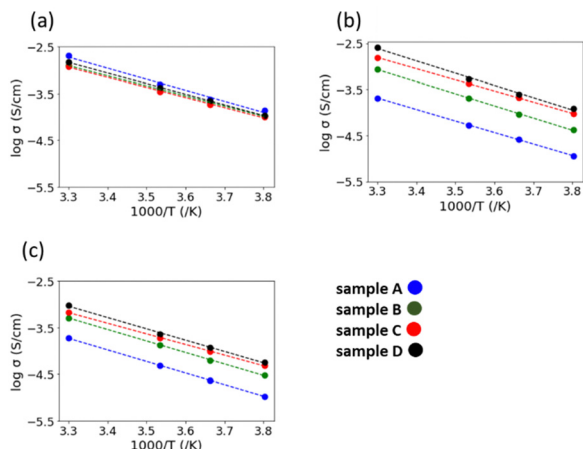 (a)
-2.5
-3.5
-4.5
-5.5
log σ (S/cm)
3.3 3.4 3.5 3.6 3.7 3.8
1000/T (/K)
(b)
-2.5
-3.5
-4.5
-5.5
log σ (S/cm)
3.3 3.4 3.5 3.6 3.7 3.8
1000/T (/K)
(c)
-2.5
-3.5
-4.5
-5.5
log σ (S/cm)
3.3 3.4 3.5 3.6 3.7 3.8
1000/T (/K)
sample A
sample B
sample C
sample D